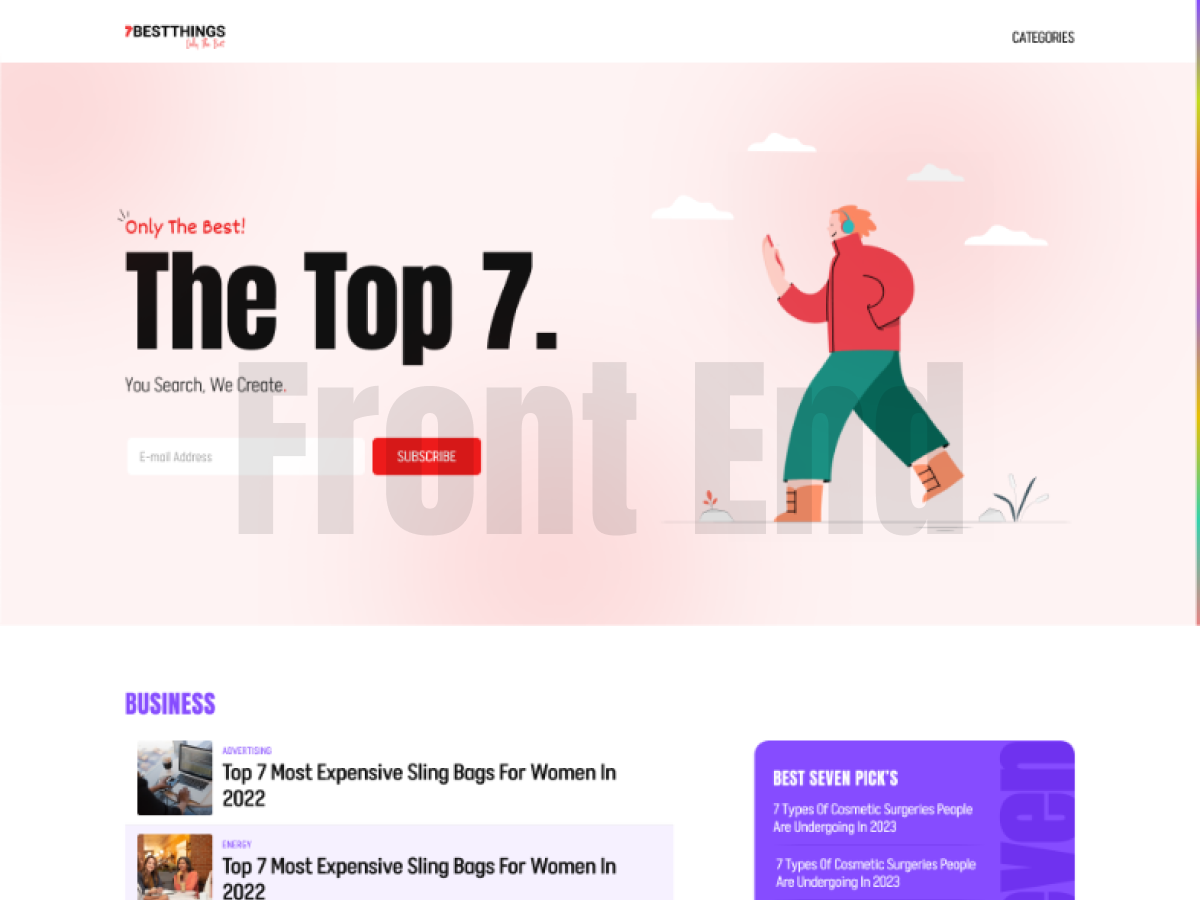 7BESTTHINGS
Only The Best
CATEGORIES
Only The Best!
The Top 7.
You Search, We Create.
E-mail Address
SUBSCRIBE
Front End
BUSINESS
ADVERTISING
Top 7 Most Expensive Sling Bags For Women In
2022
ENERGY
Top 7 Most Expensive Sling Bags For Women In
2022
BEST SEVEN PICK'S
7 Types Of Cosmetic Surgeries People
Are Undergoing In 2023
7 Types Of Cosmetic Surgeries People
Are Undergoing In 2023
even